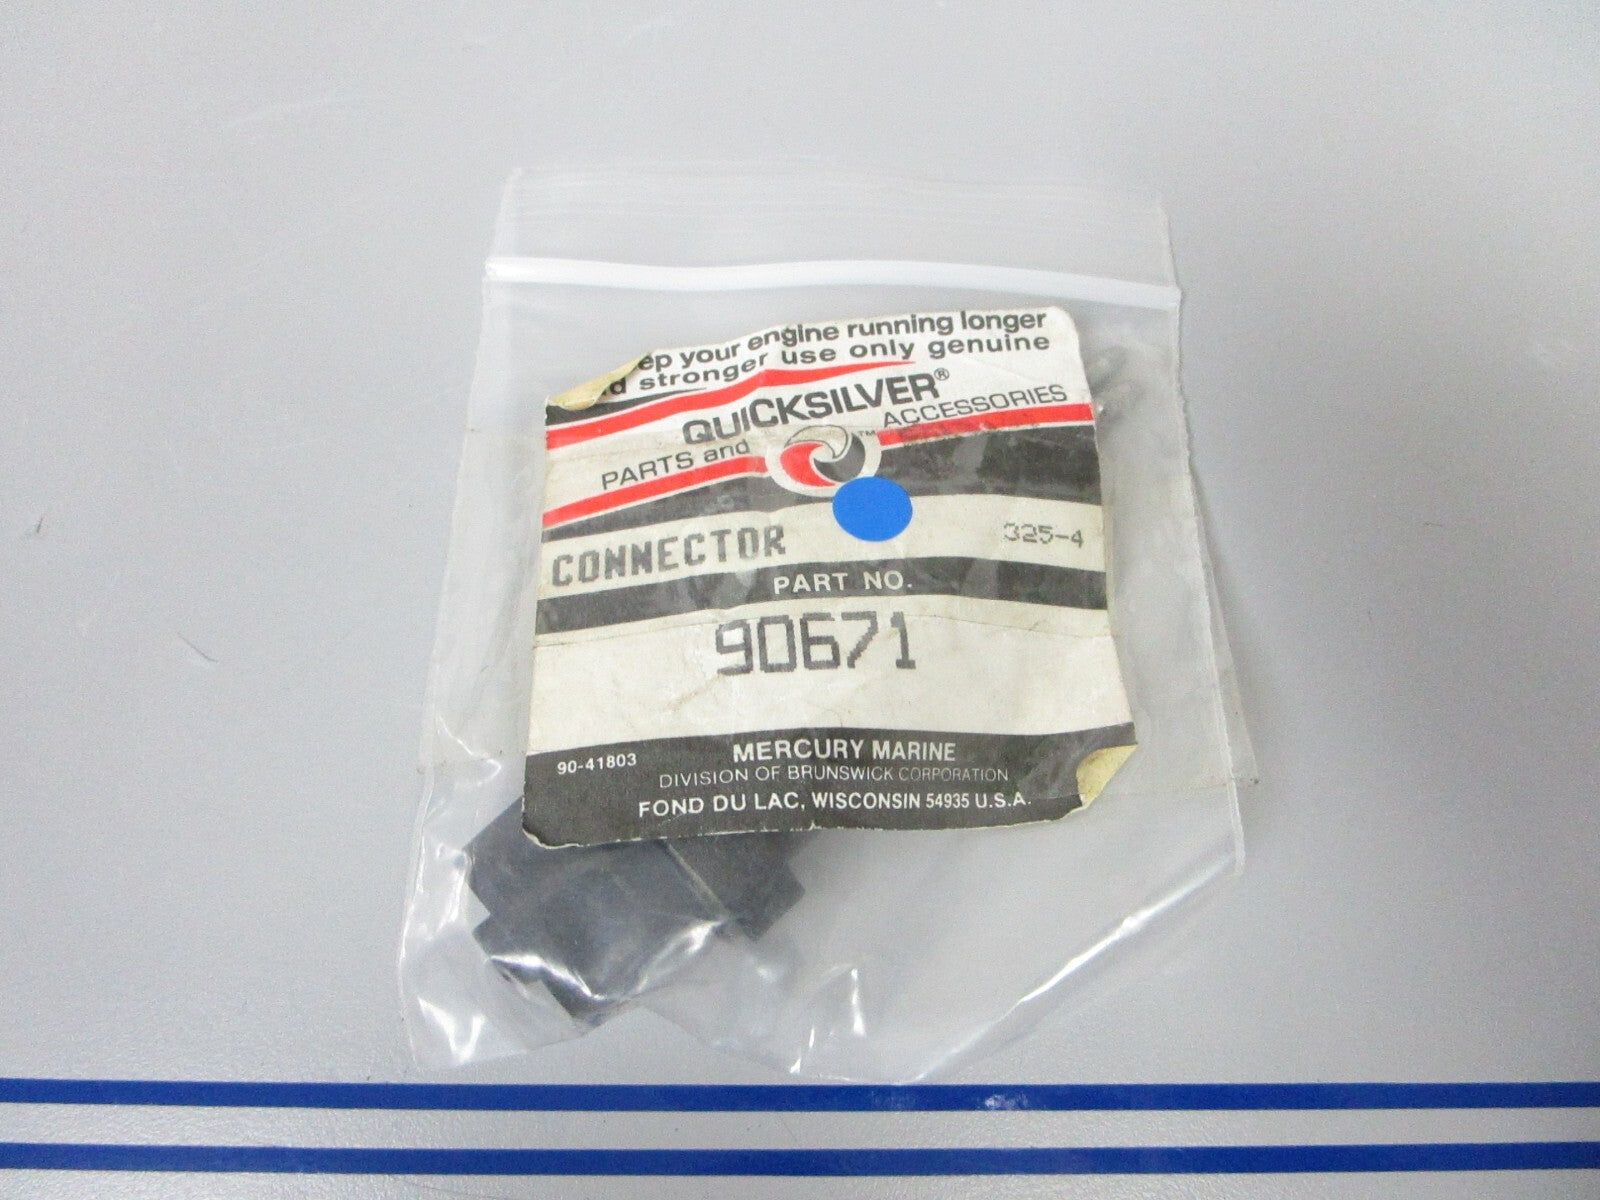 ep your engine running longer
d stronger use only genuine
QUICKSILVER®
PARTS and ™ ACCESSORIES
CONNECTOR 325-4
PART NO.
90671
90-41803
MERCURY MARINE
DIVISION OF BRUNSWICK CORPORATION
FOND DU LAC, WISCONSIN 54935 U.S.A.